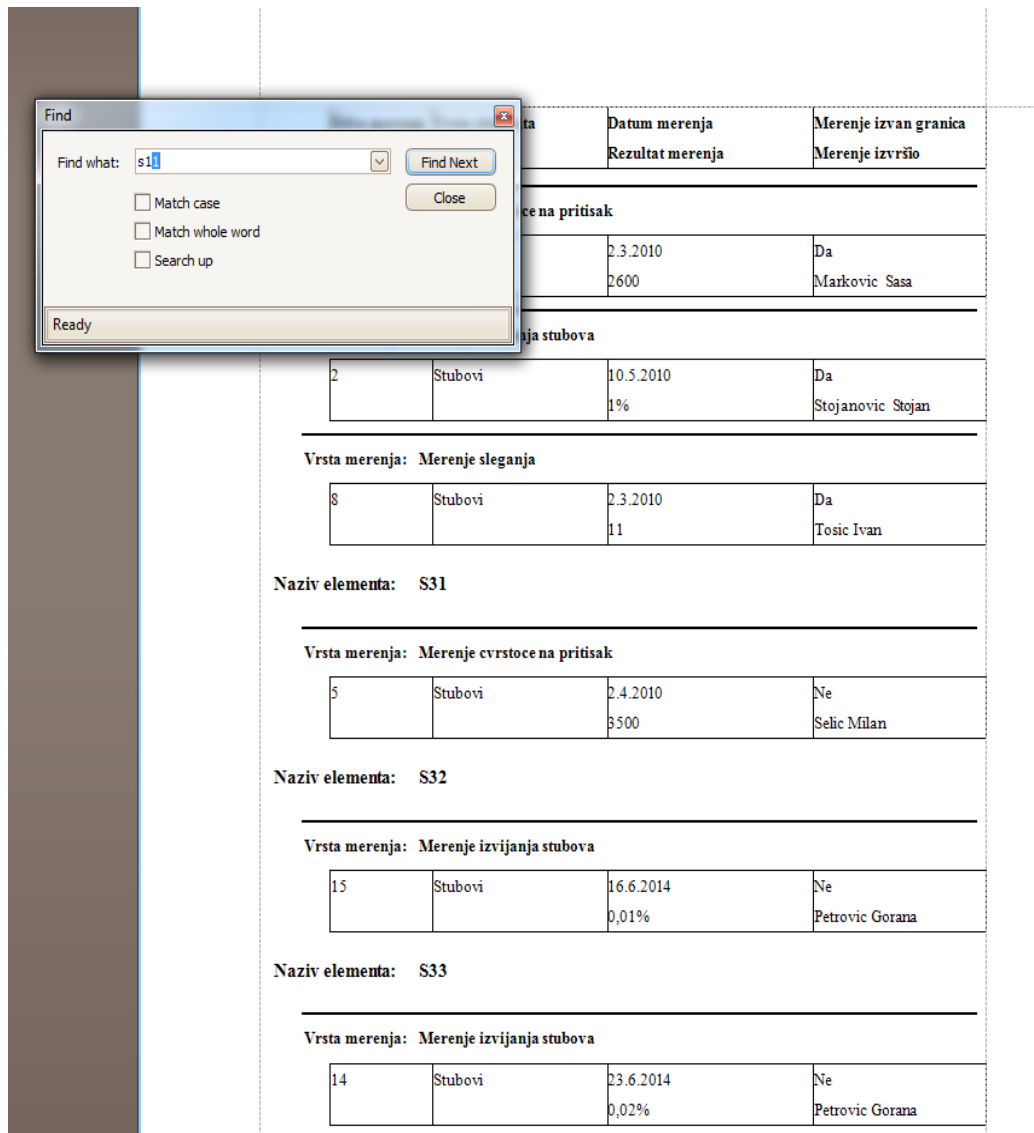 Find
Find what: s11 Find Next
Match case Close
Match whole word
Search up
Ready
ta Datum merenja Merenje izvan granica
Rezultat merenja Merenje izvršio
ce na pritisak
2.3.2010 Da
2600 Markovic Sasa
nja stubova
2 Stubovi 10.5.2010 Da
1% Stojanovic Stojan
Vrsta merenja: Merenje sleganja
8 Stubovi 2.3.2010 Da
11 Tosic Ivan
Naziv elementa: S31
Vrsta merenja: Merenje cvrstoce na pritisak
5 Stubovi 2.4.2010 Ne
3500 Selic Milan
Naziv elementa: S32
Vrsta merenja: Merenje izvijanja stubova
15 Stubovi 16.6.2014 Ne
0,01% Petrovic Gorana
Naziv elementa: S33
Vrsta merenja: Merenje izvijanja stubova
14 Stubovi 23.6.2014 Ne
0,02% Petrovic Gorana